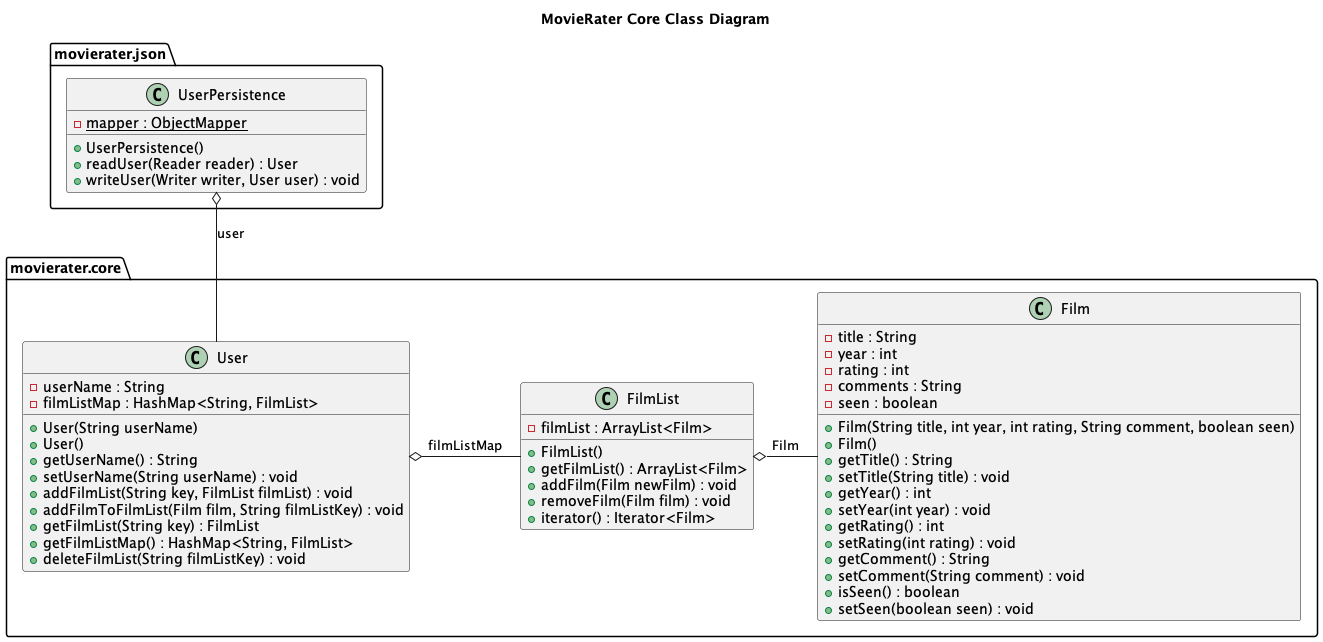 MovieRater Core Class Diagram
movierater.json
C UserPersistence
mapper : ObjectMapper
UserPersistence()
readUser(Reader reader) : User
writeUser(Writer writer, User user) : void
user
movierater.core
C User
userName : String
filmListMap : HashMap<String, FilmList>
User(String userName)
User()
getUserName() : String
setUserName(String userName) : void
addFilmList(String key, FilmList filmList) : void
addFilmToFilmList(Film film, String filmListKey) : void
getFilmList(String key) : FilmList
getFilmListMap() : HashMap<String, FilmList>
deleteFilmList(String filmListKey) : void
filmListMap
C FilmList
filmList : ArrayList<Film>
FilmList()
getFilmList() : ArrayList<Film>
addFilm(Film newFilm) : void
removeFilm(Film film) : void
iterator() : Iterator<Film>
Film
C Film
title : String
year : int
rating : int
comments : String
seen : boolean
Film(String title, int year, int rating, String comment, boolean seen)
Film()
getTitle() : String
setTitle(String title) : void
getYear() : int
setYear(int year) : void
getRating() : int
setRating(int rating) : void
getComment() : String
setComment(String comment) : void
isSeen() : boolean
setSeen(boolean seen) : void